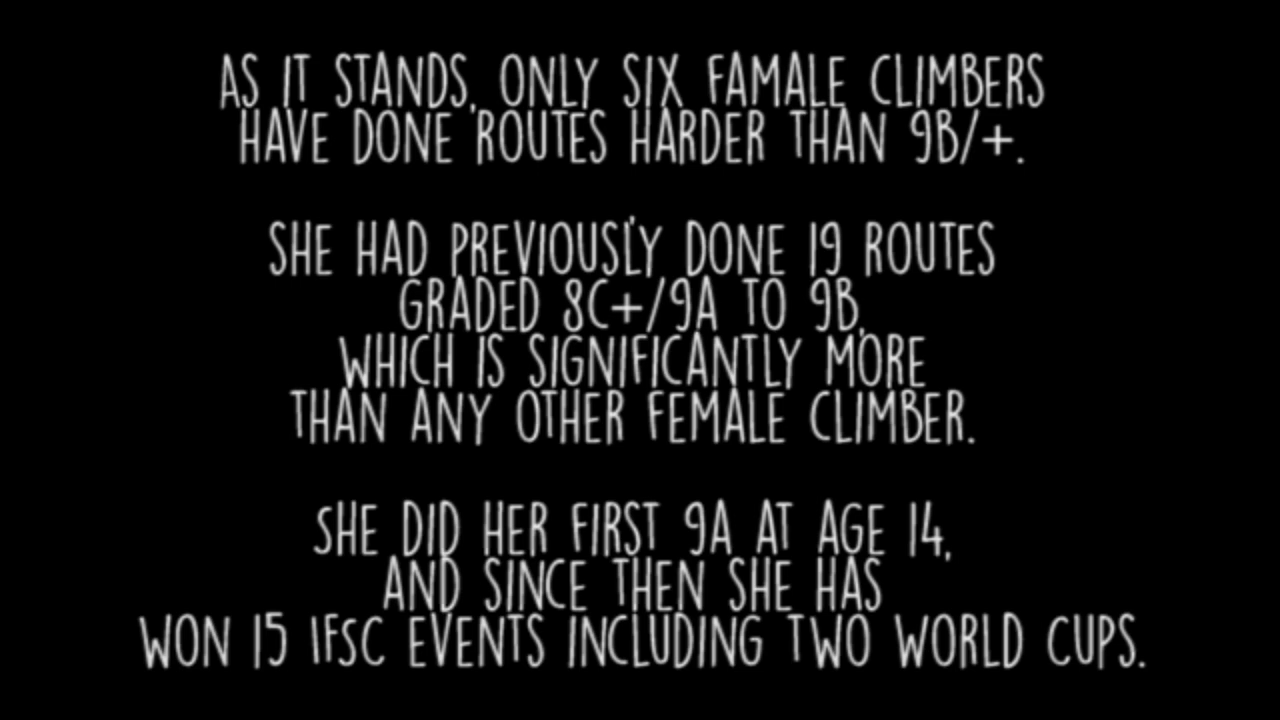 AS IT STANDS, ONLY SIX FAMALE CLIMBERS
HAVE DONE ROUTES HARDER THAN 9B/+.
SHE HAD PREVIOUSLY DONE 19 ROUTES
GRADED 8C+/9A TO 9B,
WHICH IS SIGNIFICANTLY MORE
THAN ANY OTHER FEMALE CLIMBER.
SHE DID HER FIRST 9A AT AGE 14,
AND SINCE THEN SHE HAS
WON 15 IFSC EVENTS INCLUDING TWO WORLD CUPS.